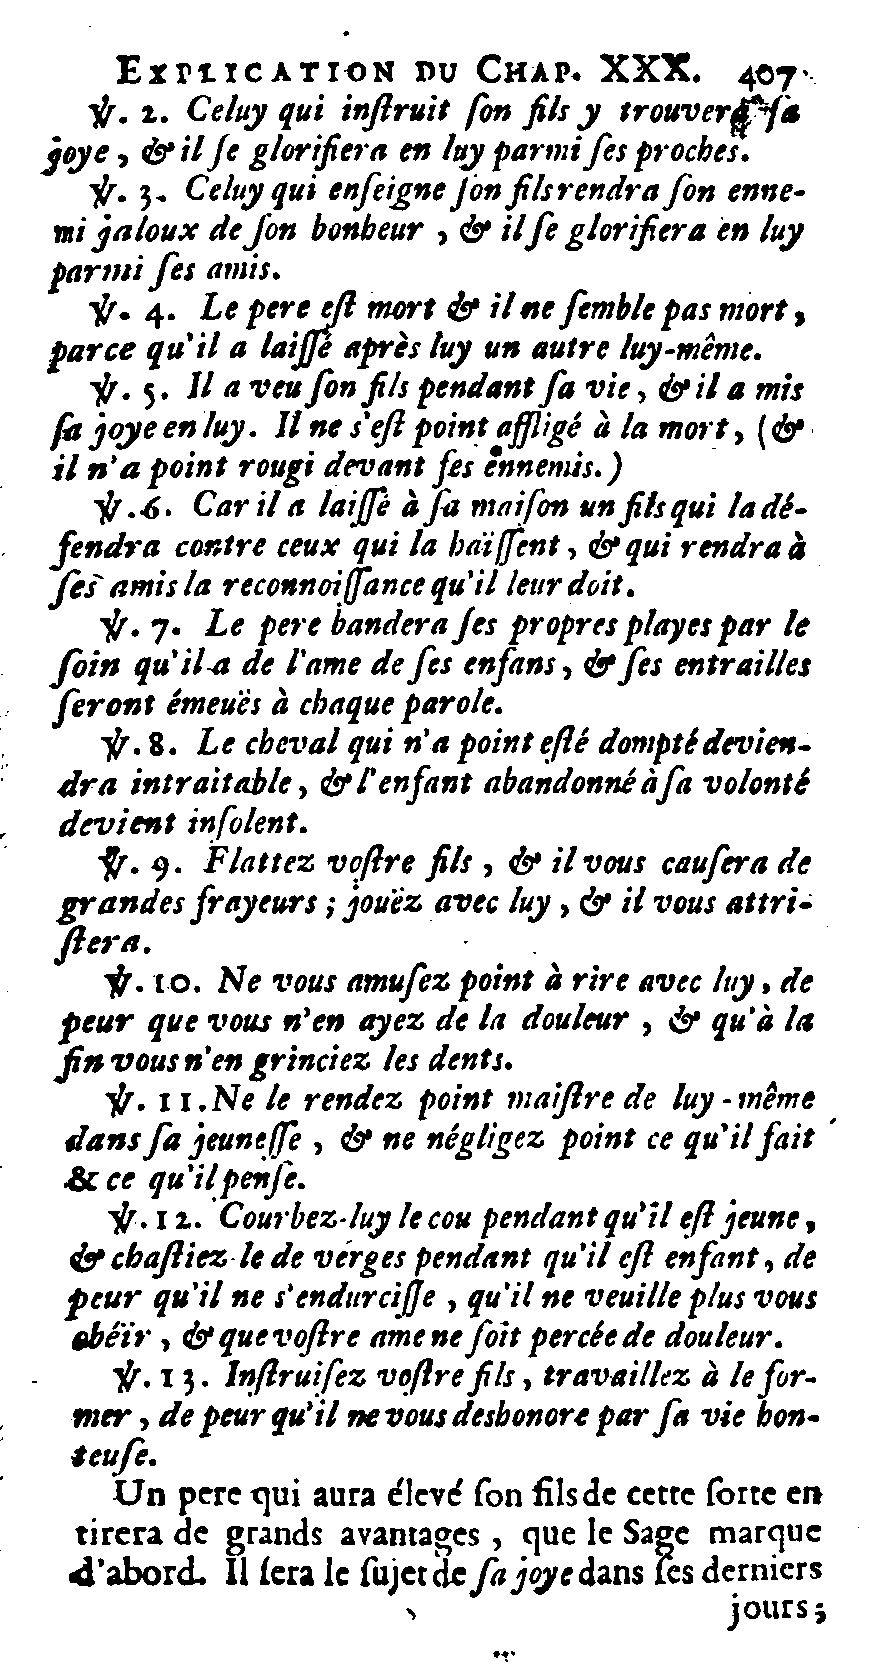 EXPLICATION DU CHAP. XXX. 407
℣. 2. Celuy qui inſtruit ſon fils y trouvera ſa
joye, & il ſe glorifiera en luy parmi ſes proches.
℣. 3. Celuy qui enſeigne ſon fils rendra ſon enne-
mi jaloux de ſon bonheur, & il ſe glorifiera en luy
parmi ſes amis.
℣. 4. Le pere eſt mort & il ne ſemble pas mort,
parce qu'il a laiſſé après luy un autre luy-même.
℣. 5. Il a veu ſon fils pendant ſa vie, & il a mis
ſa joye en luy. Il ne s'eſt point affligé à la mort, (&
il n'a point rougi devant ſes ennemis.)
℣. 6. Car il a laiſſé à ſa maiſon un fils qui la dé-
fendra contre ceux qui la haïſſent, & qui rendra à
ſes amis la reconnoiſſance qu'il leur doit.
℣. 7. Le pere bandera ſes propres playes par le
ſoin qu'il a de l'ame de ſes enfans, & ſes entrailles
ſeront émeuës à chaque parole.
℣. 8. Le cheval qui n'a point eſté dompté devien-
dra intraitable, & l'enfant abandonné à ſa volonté
devient inſolent.
℣. 9. Flattez voſtre fils, & il vous cauſera de
grandes frayeurs; jouëz avec luy, & il vous attri-
ſtera.
℣. 10. Ne vous amuſez point à rire avec luy, de
peur que vous n'en ayez de la douleur, & qu'à la
fin vous n'en grinciez les dents.
℣. 11. Ne le rendez point maiſtre de luy-même
dans ſa jeuneſſe, & ne négligez point ce qu'il fait
& ce qu'il penſe.
℣. 12. Courbez-luy le cou pendant qu'il eſt jeune,
& chaſtiez-le de verges pendant qu'il eſt enfant, de
peur qu'il ne s'endurciſſe, qu'il ne veuille plus vous
obéïr, & que voſtre ame ne ſoit percée de douleur.
℣. 13. Inſtruiſez voſtre fils, travaillez à le for-
mer, de peur qu'il ne vous deshonore par ſa vie hon-
teuſe.
Un pere qui aura élevé ſon fils de cette ſorte en
tirera de grands avantages, que le Sage marque
d'abord. Il ſera le ſujet de ſa joye dans ſes derniers
jours;